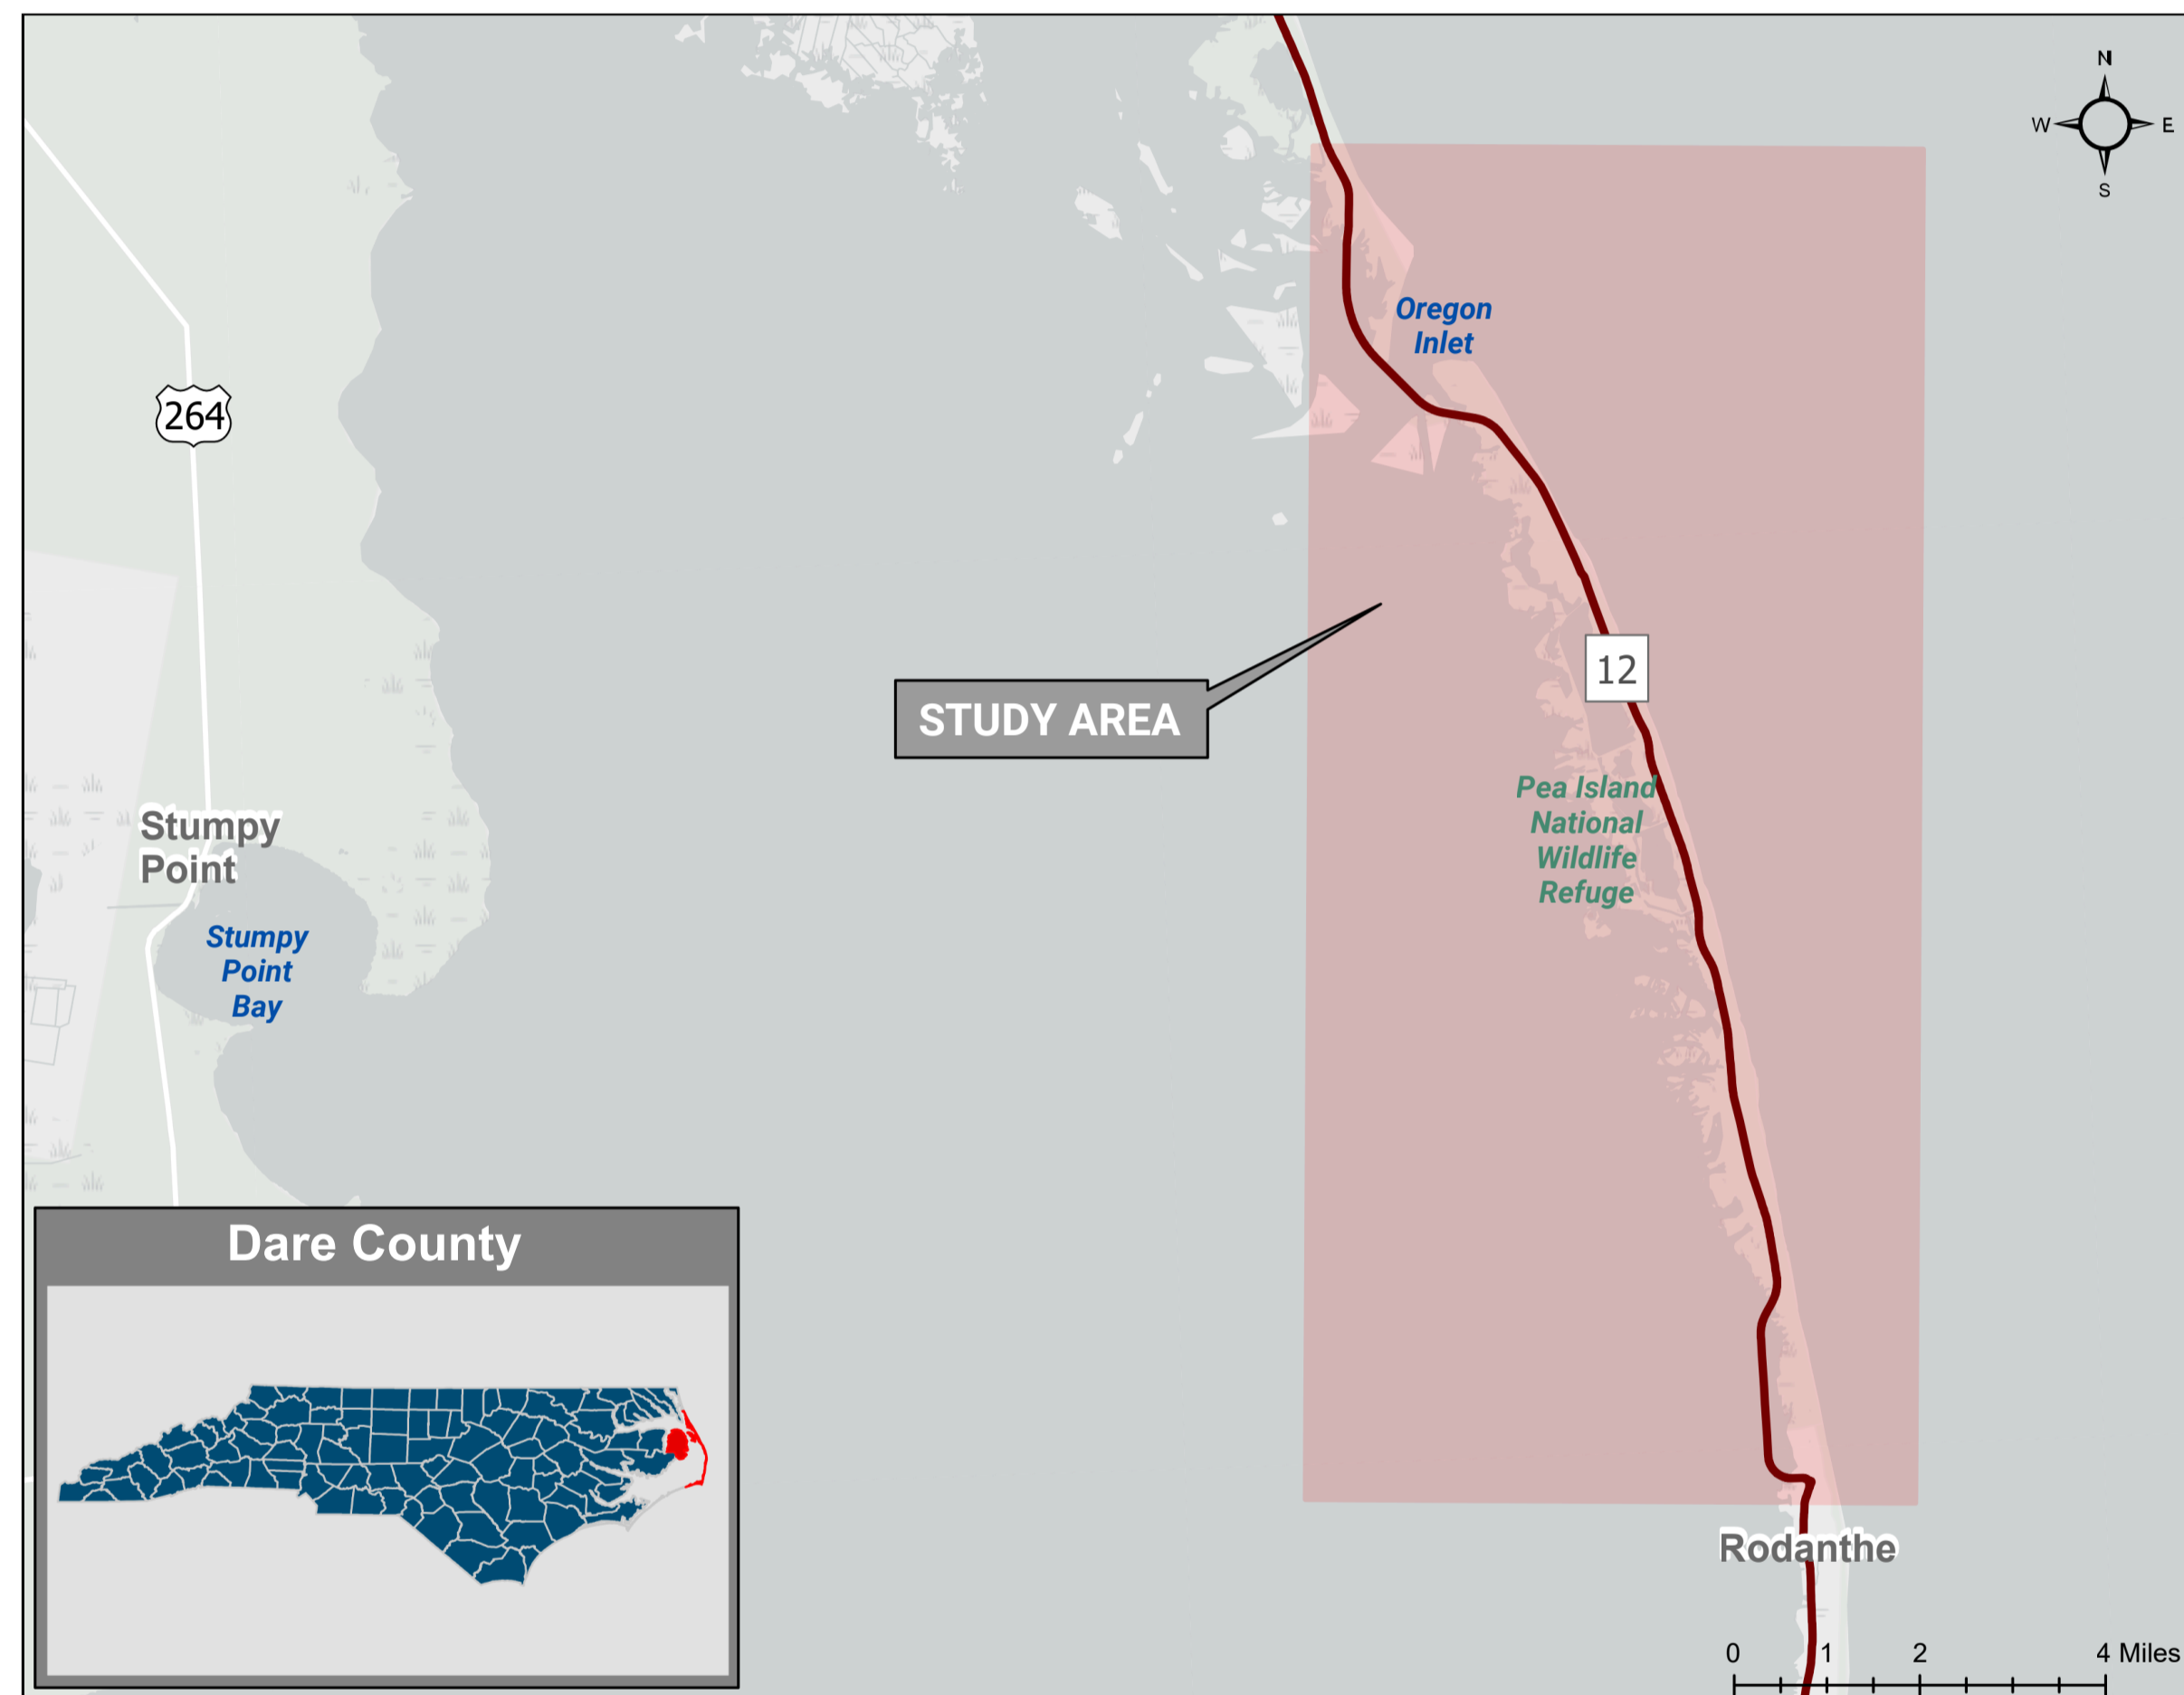 N
W E
S
Oregon
Inlet
264
12
STUDY AREA
Pea Island
National
Wildlife
Refuge
Stumpy
Point
Stumpy
Point
Bay
Dare County
Rodanthe
0 1 2 4 Miles